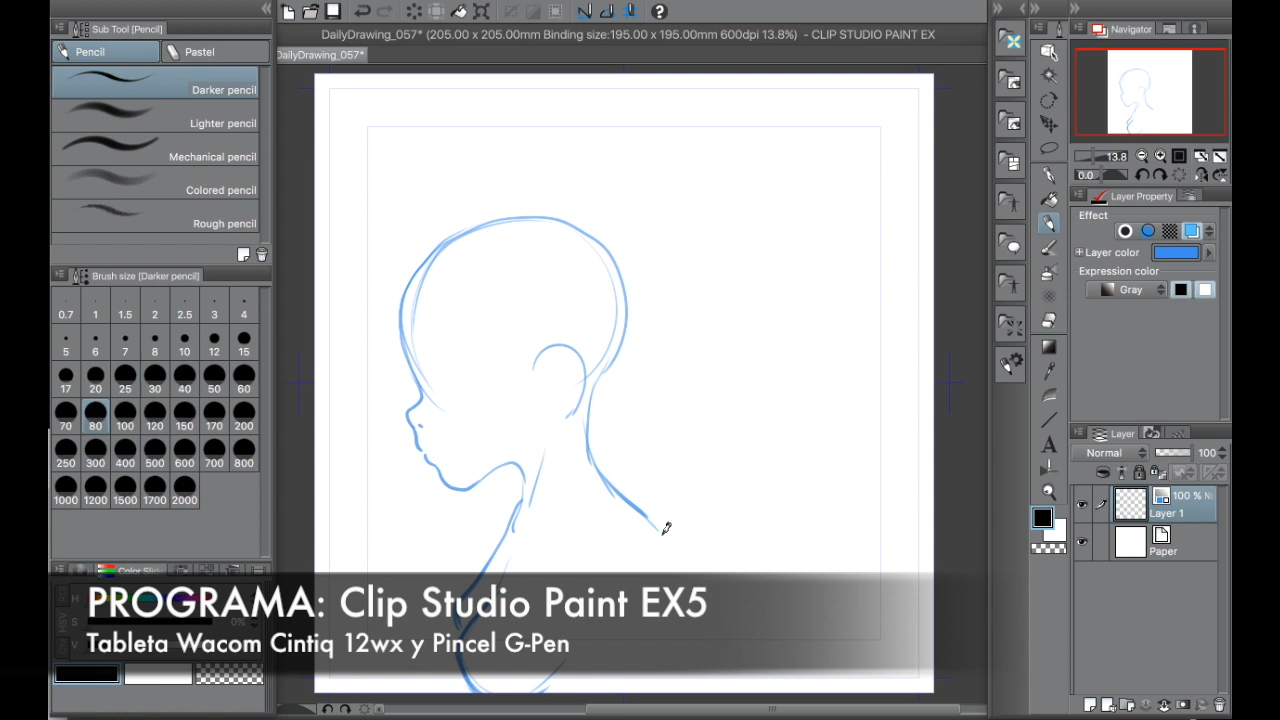 DailyDrawing_057* (205.00 x 205.00mm Binding size:195.00 x 195.00mm 600dpi 13.8%) - CLIP STUDIO PAINT EX
DailyDrawing_057*
Sub Tool [Pencil]
Pencil Pastel
Darker pencil
Lighter pencil
Mechanical pencil
Colored pencil
Rough pencil
Brush size [Darker pencil]
0.7 1 1.5 2 2.5 3 4
5 6 7 8 10 12 15
17 20 25 30 40 50 60
70 80 100 120 150 170 200
250 300 400 500 600 700 800
1000 1200 1500 1700 2000
Color Slid
H
S 0%
V
Navigator
13.8
0.0
Layer Property
Effect
Layer color
Expression color
Gray
Layer
Normal 100
100 % N:
Layer 1
Paper
PROGRAMA: Clip Studio Paint EX5
Tableta Wacom Cintiq 12wx y Pincel G-Pen